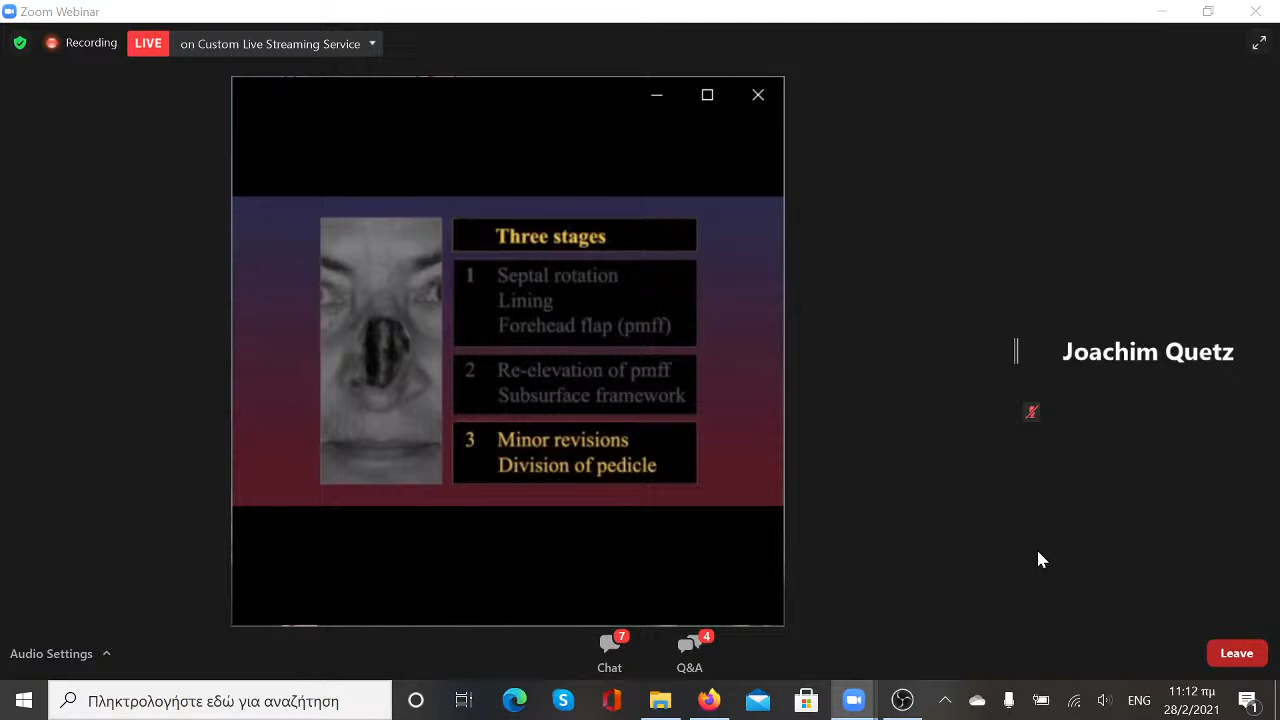 Zoom Webinar
Recording
LIVE
on Custom Live Streaming Service
Three stages
1 Septal rotation
Lining
Forehead flap (pmff)
2 Re-elevation of pmff
Subsurface framework
3 Minor revisions
Division of pedicle
Joachim Quetz
7
4
Audio Settings
Chat
Q&A
Leave
Πληκτρολογήστε εδώ για αναζήτηση
ENG
11:12 πμ
28/2/2021
1